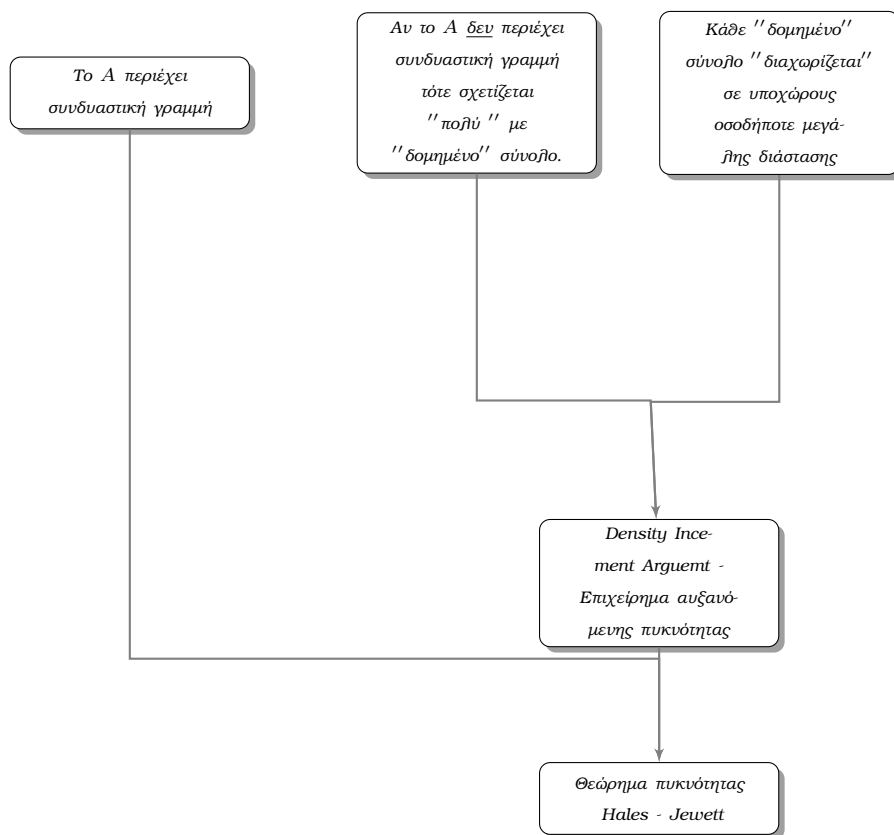 Το A περιέχει
συνδυαστική γραμμή
Αν το A δεν περιέχει
συνδυαστική γραμμή
τότε σχετίζεται
"πολύ " με
"δομημένο" σύνολο.
Κάθε "δομημένο"
σύνολο "διαχωρίζεται"
σε υποχώρους
οσοδήποτε μεγά-
λης διάστασης
Density Ince-
ment Arguemt -
Επιχείρημα αυξανό-
μενης πυκνότητας
Θεώρημα πυκνότητας
Hales - Jewett